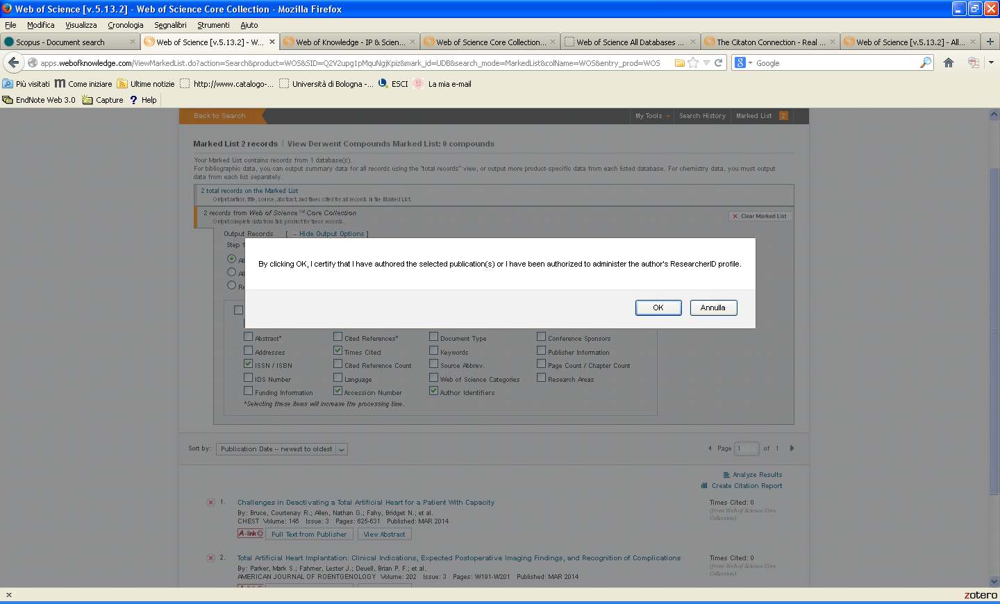 Web of Science [v.5.13.2] - Web of Science Core Collection - Mozilla Firefox
File Modifica Visualizza Cronologia Segnalibri Strumenti Aiuto
Scopus - Document search
Web of Science [v.5.13.2] - W...
Web of Knowledge - IP & Scien...
Web of Science Core Collection...
Web of Science All Databases ...
The Citaton Connection - Real ...
Web of Science [v.5.13.2] - All...
apps.webofknowledge.com/ViewMarkedList.do?action=Search&product=WOS&SID=Q2V2upg1pMquNgjKpiz&mark_id=UDB&search_mode=MarkedList&colName=WOS&entry_prod=WOS
Google
Più visitati Come iniziare Ultime notizie http://www.catalogo-... Università di Bologna -... ESCI La mia e-mail
EndNote Web 3.0 Capture Help
Back to Search
My Tools Search History Marked List 2
Marked List 2 records | View Derwent Compounds Marked List: 0 compounds
Your Marked List contains records from 1 database(s).
For bibliographic data, you can output summary data for all records using the "total records" view, or output more product-specific data from each listed database. For chemistry data, you must output
data from each list separately.
2 total records on the Marked List
Output author, title, source, abstract, and times cited for all records in the Marked List.
2 records from Web of Science™ Core Collection
Output complete data from this product for these records.
Clear Marked List
Output Records [ – Hide Output Options ]
Step 1
By clicking OK, I certify that I have authored the selected publication(s) or I have been authorized to administer the author's ResearcherID profile.
OK Annulla
Abstract* Cited References* Document Type Conference Sponsors
Addresses Times Cited Keywords Publisher Information
ISSN / ISBN Cited Reference Count Source Abbrev. Page Count / Chapter Count
IDS Number Language Web of Science Categories Research Areas
Funding Information Accession Number Author Identifiers
*Selecting these items will increase the processing time.
Sort by: Publication Date -- newest to oldest
Page 1 of 1
Analyze Results
Create Citation Report
1. Challenges in Deactivating a Total Artificial Heart for a Patient With Capacity
By: Bruce, Courtenay R.; Allen, Nathan G.; Fahy, Bridget N.; et al.
CHEST Volume: 145 Issue: 3 Pages: 625-631 Published: MAR 2014
A-link Full Text from Publisher View Abstract
Times Cited: 0
(from Web of Science Core
Collection)
2. Total Artificial Heart Implantation: Clinical Indications, Expected Postoperative Imaging Findings, and Recognition of Complications
By: Parker, Mark S.; Fahmer, Lester J.; Deuell, Brian P. F.; et al.
AMERICAN JOURNAL OF ROENTGENOLOGY Volume: 202 Issue: 3 Pages: W191-W201 Published: MAR 2014
Times Cited: 0
(from Web of Science Core
Collection)
zotero